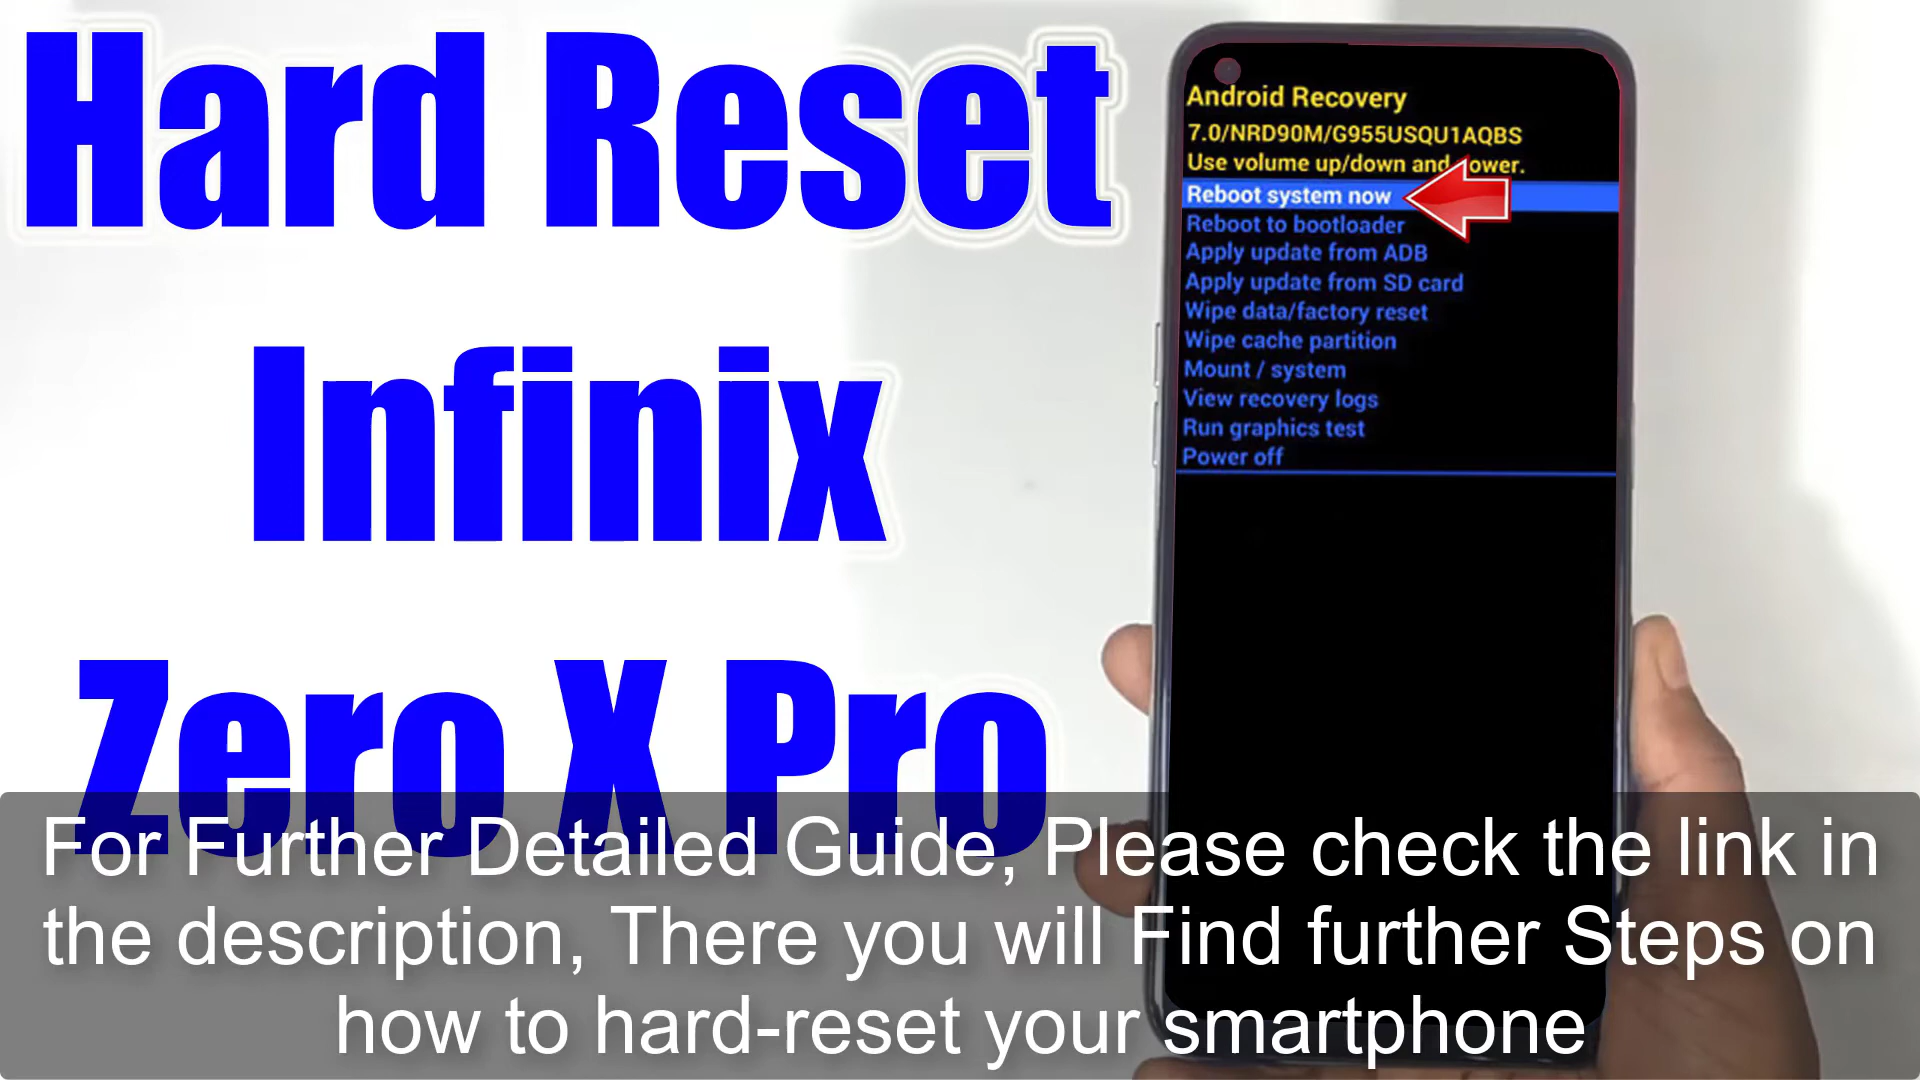 Hard Reset
Infinix
Zero X Pro
Android Recovery
7.0/NRD90M/G955USQU1AQBS
Use volume up/down and power.
Reboot system now
Reboot to bootloader
Apply update from ADB
Apply update from SD card
Wipe data/factory reset
Wipe cache partition
Mount / system
View recovery logs
Run graphics test
Power off
For Further Detailed Guide, Please check the link in
the description, There you will Find further Steps on
how to hard-reset your smartphone